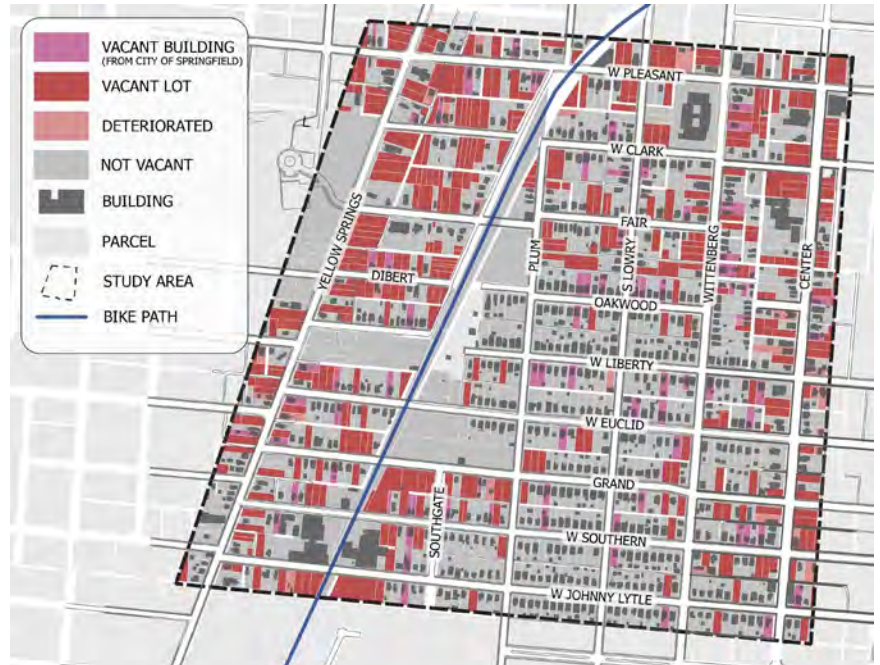 VACANT BUILDING
(FROM CITY OF SPRINGFIELD)
VACANT LOT
DETERIORATED
NOT VACANT
BUILDING
PARCEL
STUDY AREA
BIKE PATH
W PLEASANT
W CLARK
FAIR
YELLOW SPRINGS
DIBERT
PLUM
S LOWRY
WITTENBERG
CENTER
OAKWOOD
W LIBERTY
W EUCLID
GRAND
SOUTHGATE
W SOUTHERN
W JOHNNY LYTLE